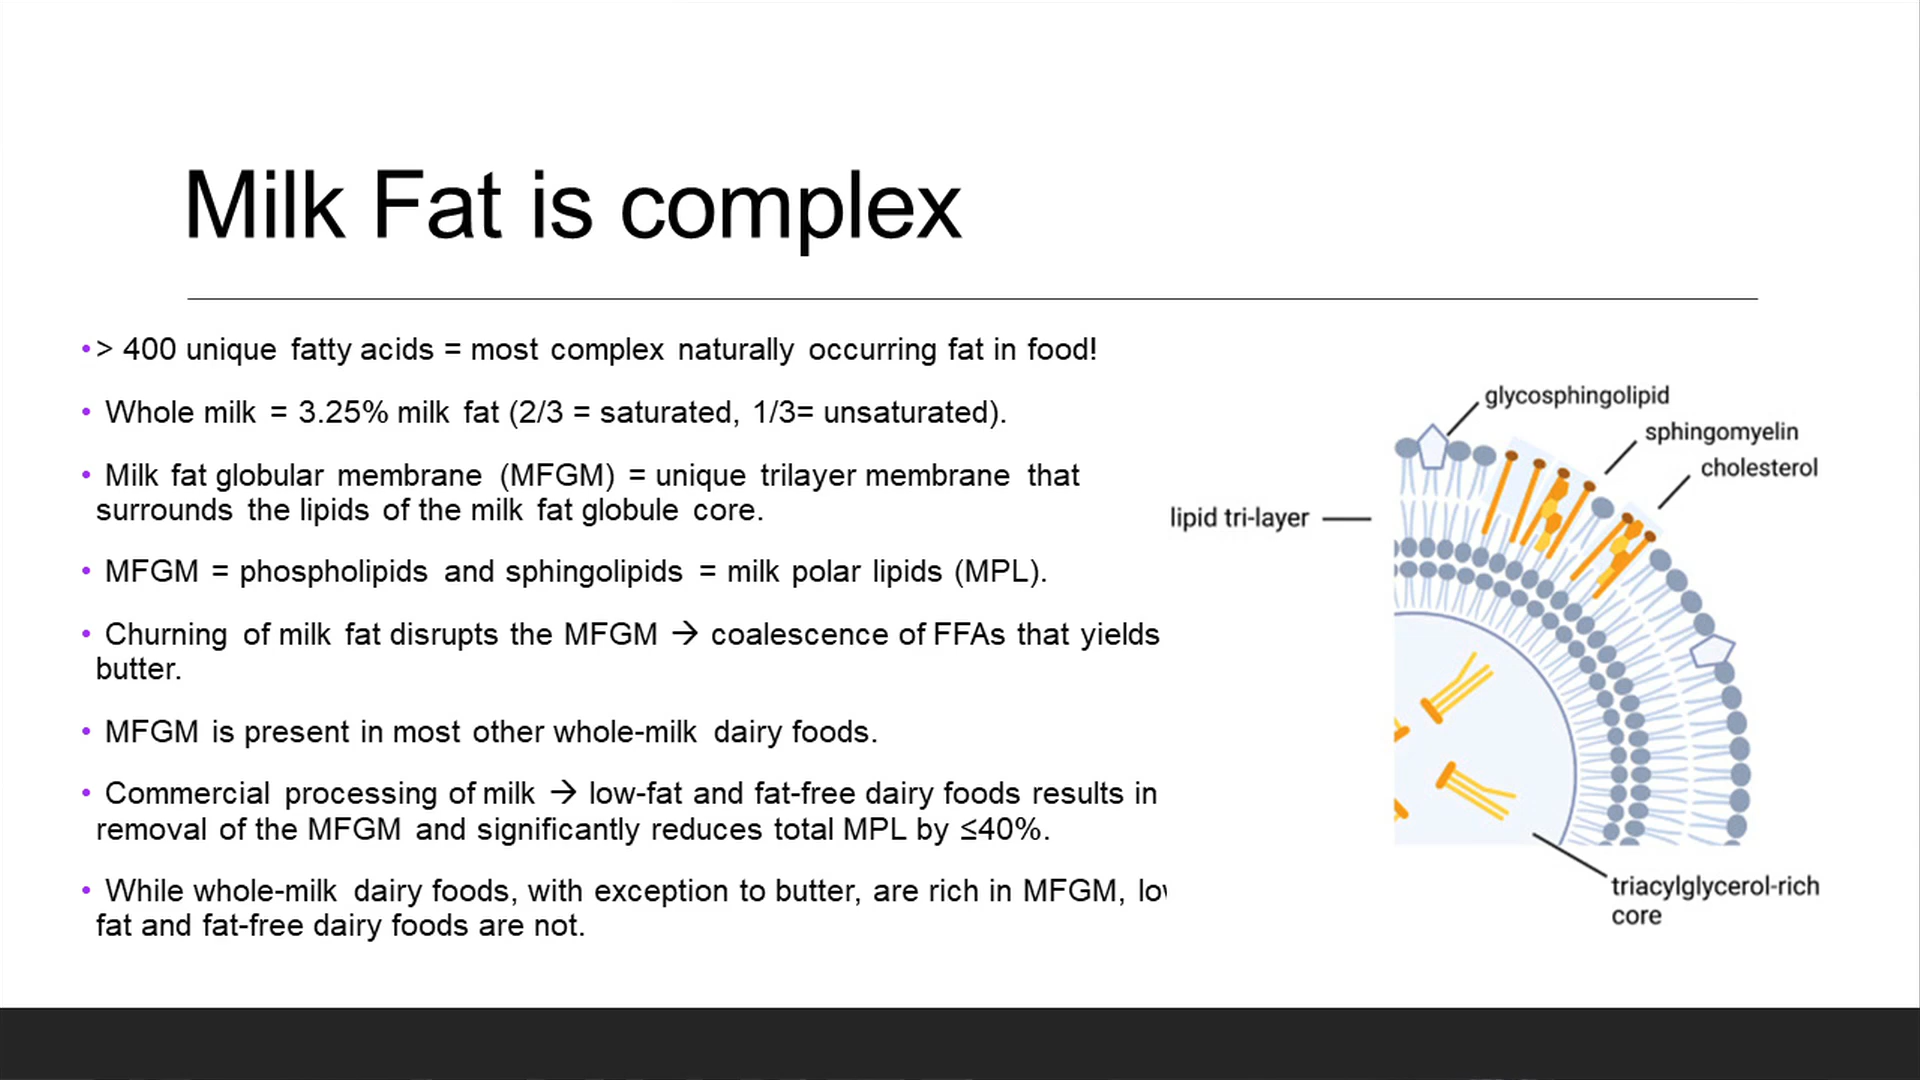 Milk Fat is complex
• > 400 unique fatty acids = most complex naturally occurring fat in food!
• Whole milk = 3.25% milk fat (2/3 = saturated, 1/3= unsaturated).
• Milk fat globular membrane (MFGM) = unique trilayer membrane that
surrounds the lipids of the milk fat globule core.
• MFGM = phospholipids and sphingolipids = milk polar lipids (MPL).
• Churning of milk fat disrupts the MFGM → coalescence of FFAs that yields
butter.
• MFGM is present in most other whole-milk dairy foods.
• Commercial processing of milk → low-fat and fat-free dairy foods results in
removal of the MFGM and significantly reduces total MPL by ≤40%.
• While whole-milk dairy foods, with exception to butter, are rich in MFGM,
fat and fat-free dairy foods are not.
glycosphingolipid
sphingomyelin
cholesterol
lipid tri-layer
triacylglycerol-rich
core